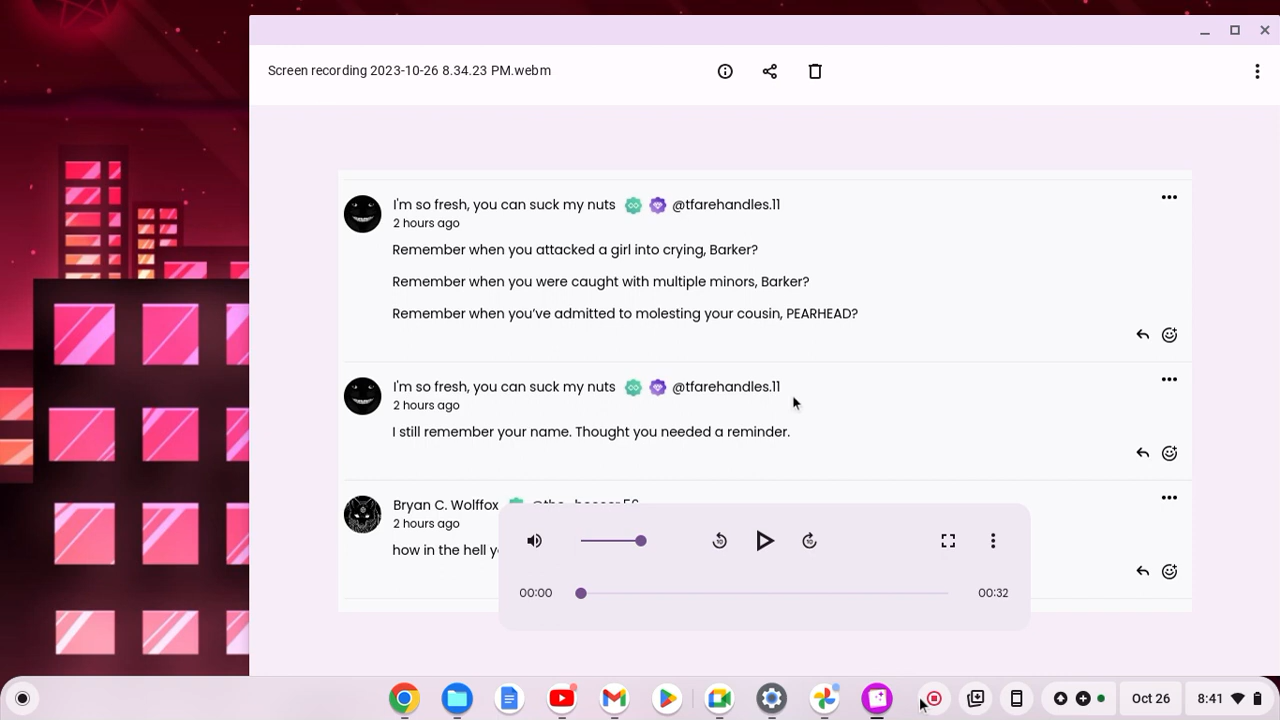 Screen recording 2023-10-26 8.34.23 PM.webm
I'm so fresh, you can suck my nuts @tfarehandles.11
2 hours ago
Remember when you attacked a girl into crying, Barker?
Remember when you were caught with multiple minors, Barker?
Remember when you've admitted to molesting your cousin, PEARHEAD?
I'm so fresh, you can suck my nuts @tfarehandles.11
2 hours ago
I still remember your name. Thought you needed a reminder.
Bryan C. Wolffox
2 hours ago
how in the hell
10 10
00:00 00:32
Oct 26 8:41